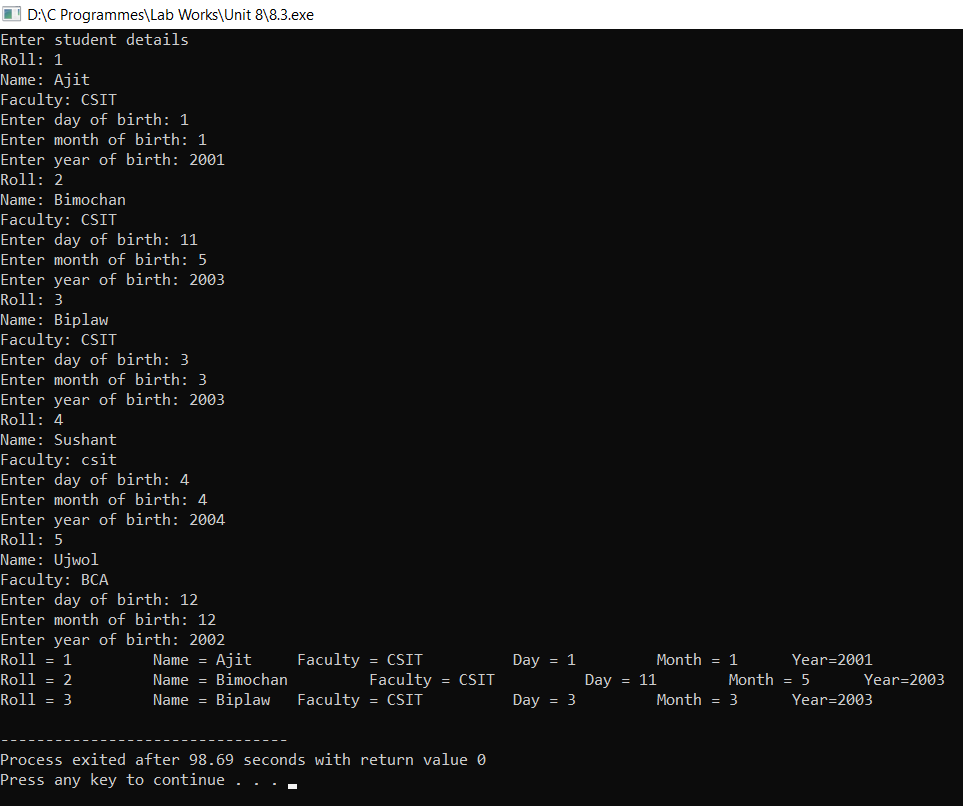 D:\C Programmes\Lab Works\Unit 8\8.3.exe
Enter student details
Roll: 1
Name: Ajit
Faculty: CSIT
Enter day of birth: 1
Enter month of birth: 1
Enter year of birth: 2001
Roll: 2
Name: Bimochan
Faculty: CSIT
Enter day of birth: 11
Enter month of birth: 5
Enter year of birth: 2003
Roll: 3
Name: Biplaw
Faculty: CSIT
Enter day of birth: 3
Enter month of birth: 3
Enter year of birth: 2003
Roll: 4
Name: Sushant
Faculty: csit
Enter day of birth: 4
Enter month of birth: 4
Enter year of birth: 2004
Roll: 5
Name: Ujwol
Faculty: BCA
Enter day of birth: 12
Enter month of birth: 12
Enter year of birth: 2002
Roll = 1         Name = Ajit     Faculty = CSIT          Day = 1         Month = 1      Year=2001
Roll = 2         Name = Bimochan         Faculty = CSIT          Day = 11        Month = 5      Year=2003
Roll = 3         Name = Biplaw   Faculty = CSIT          Day = 3         Month = 3      Year=2003
--------------------------------
Process exited after 98.69 seconds with return value 0
Press any key to continue . . .